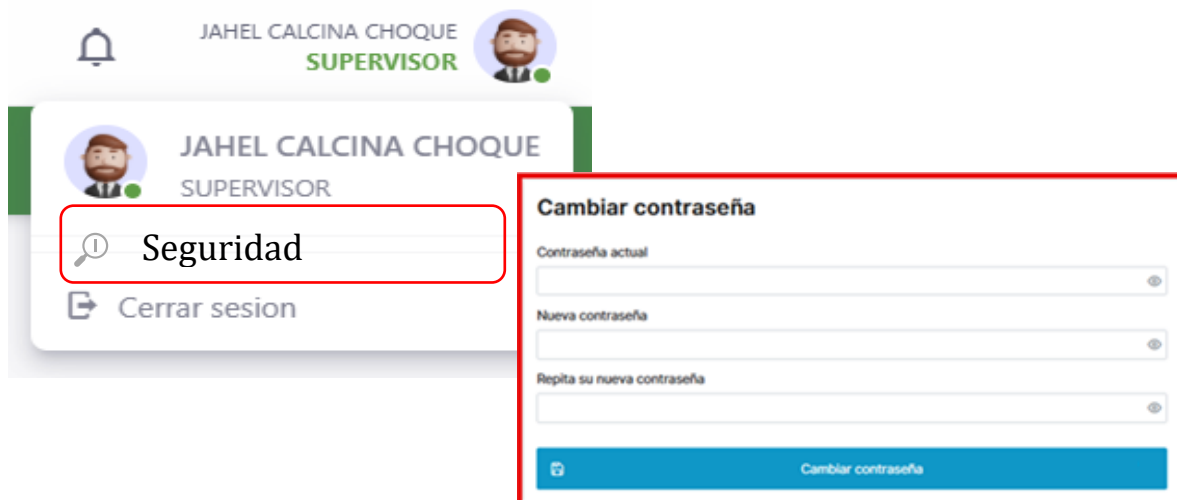 JAHEL CALCINA CHOQUE
SUPERVISOR
JAHEL CALCINA CHOQUE
SUPERVISOR
Seguridad
Cerrar sesion
Cambiar contraseña
Contraseña actual
Nueva contraseña
Repita su nueva contraseña
Cambiar contraseña